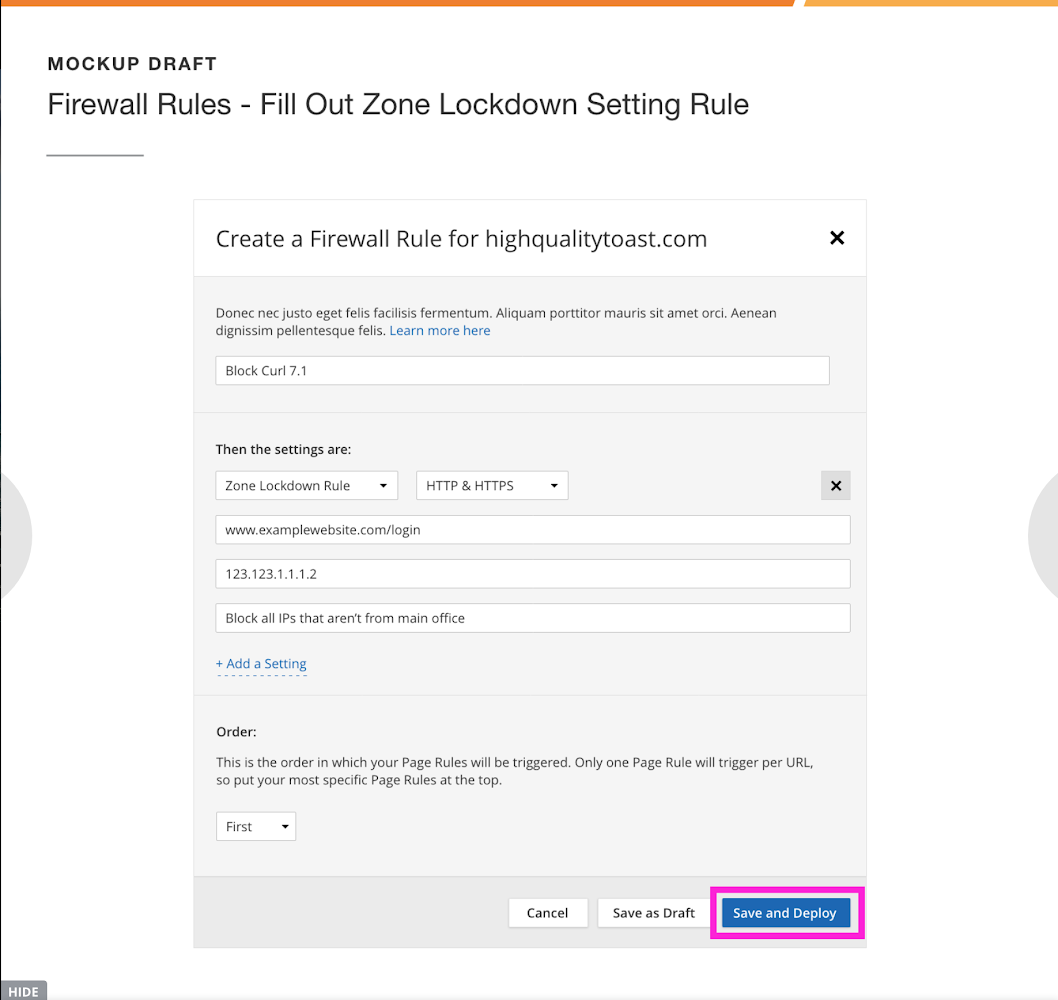 MOCKUP DRAFT
Firewall Rules - Fill Out Zone Lockdown Setting Rule
Create a Firewall Rule for highqualitytoast.com
Donec nec justo eget felis facilisis fermentum. Aliquam porttitor mauris sit amet orci. Aenean
dignissim pellentesque felis. Learn more here
Block Curl 7.1
Then the settings are:
Zone Lockdown Rule HTTP & HTTPS
www.examplewebsite.com/login
123.123.1.1.1.2
Block all IPs that aren’t from main office
+ Add a Setting
Order:
This is the order in which your Page Rules will be triggered. Only one Page Rule will trigger per URL,
so put your most specific Page Rules at the top.
First
Cancel Save as Draft Save and Deploy
HIDE